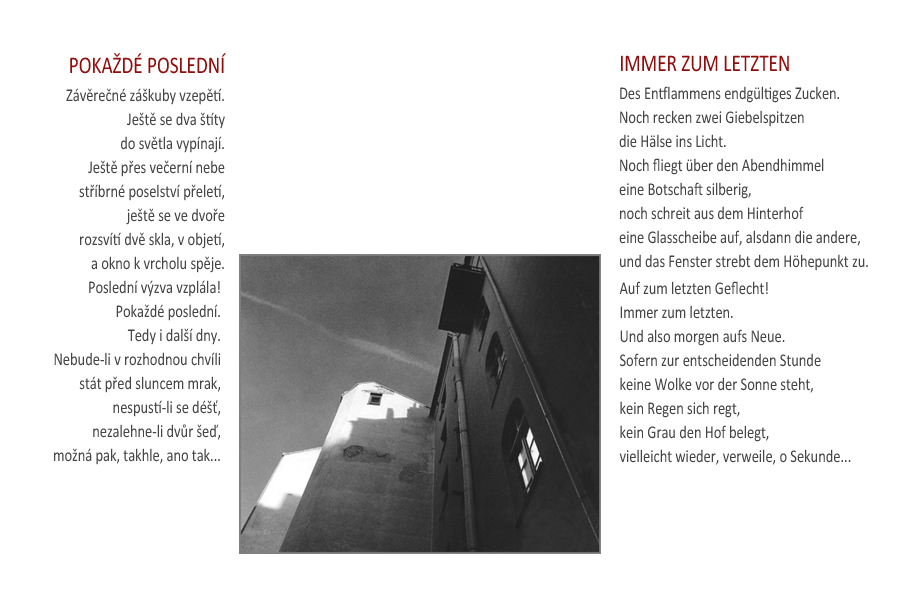 POKAŽDÉ POSLEDNÍ
Závěrečné záškuby vzepětí.
Ještě se dva štíty
do světla vypínají.
Ještě přes večerní nebe
stříbrné poselství přeletí,
ještě se ve dvoře
rozsvítí dvě skla, v objetí,
a okno k vrcholu spěje.
Poslední výzva vzplála!
Pokaždé poslední.
Tedy i další dny.
Nebude-li v rozhodnou chvíli
stát před sluncem mrak,
nespustí-li se déšť,
nezalehne-li dvůr šeď,
možná pak, takhle, ano tak...
IMMER ZUM LETZTEN
Des Entflammens endgültiges Zucken.
Noch recken zwei Giebelspitzen
die Hälse ins Licht.
Noch fliegt über den Abendhimmel
eine Botschaft silberig,
noch schreit aus dem Hinterhof
eine Glasscheibe auf, alsdann die andere,
und das Fenster strebt dem Höhepunkt zu.
Auf zum letzten Geflecht!
Immer zum letzten.
Und also morgen aufs Neue.
Sofern zur entscheidenden Stunde
keine Wolke vor der Sonne steht,
kein Regen sich regt,
kein Grau den Hof belegt,
vielleicht wieder, verweile, o Sekunde...